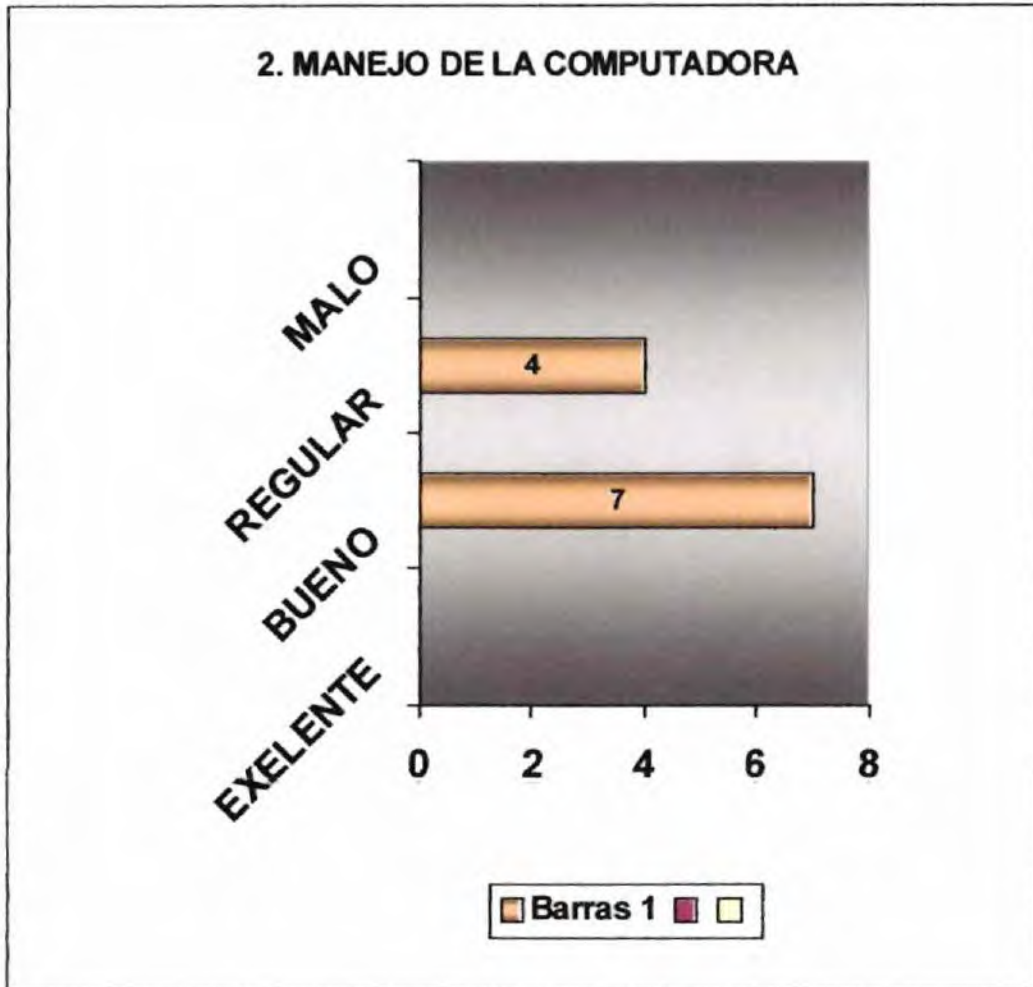 2. MANEJO DE LA COMPUTADORA
MALO
4
REGULAR
7
BUENO
EXELENTE
0 2 4 6 8
Barras 1